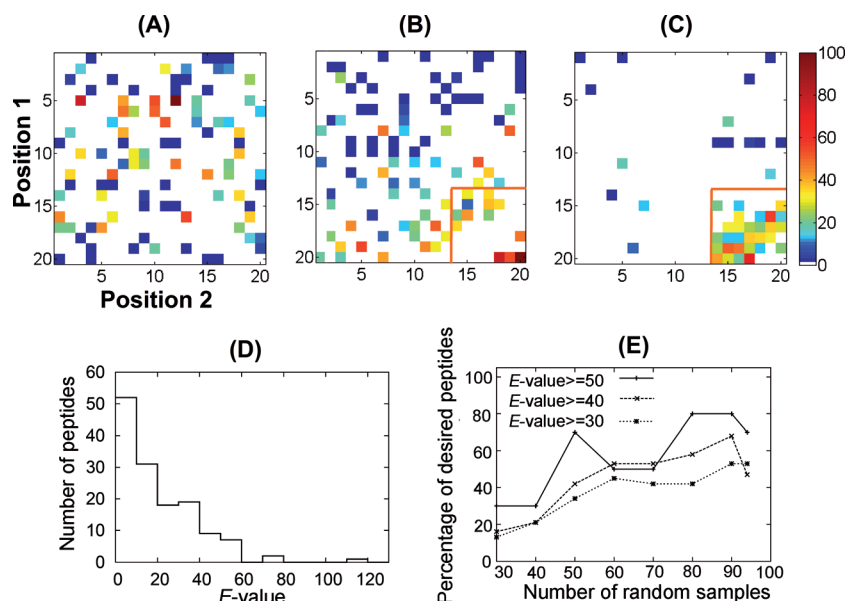 (A) (B) (C)
Position 1
5
10
15
20
5 10 15 20
Position 2
5
10
15
20
5 10 15 20
5
10
15
20
5 10 15 20
100
80
60
40
20
0
(D)
Number of peptides
60
50
40
30
20
10
0
0 20 40 60 80 100 120
E-value
(E)
Percentage of desired peptides
100
80
60
40
20
0
E-value>=50
E-value>=40
E-value>=30
30 40 50 60 70 80 90 100
Number of random samples